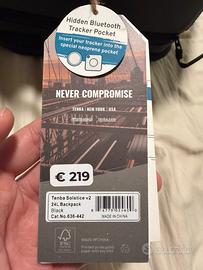 Hidden Bluetooth
Tracker Pocket
Insert your tracker into the
special neoprene pocket
NEVER COMPROMISE
TENBA | NEW YORK | USA
€ 219
Tenba Solstice v2
24L Backpack
Black
Cat.No.636-442
MADE IN CHINA
FSC